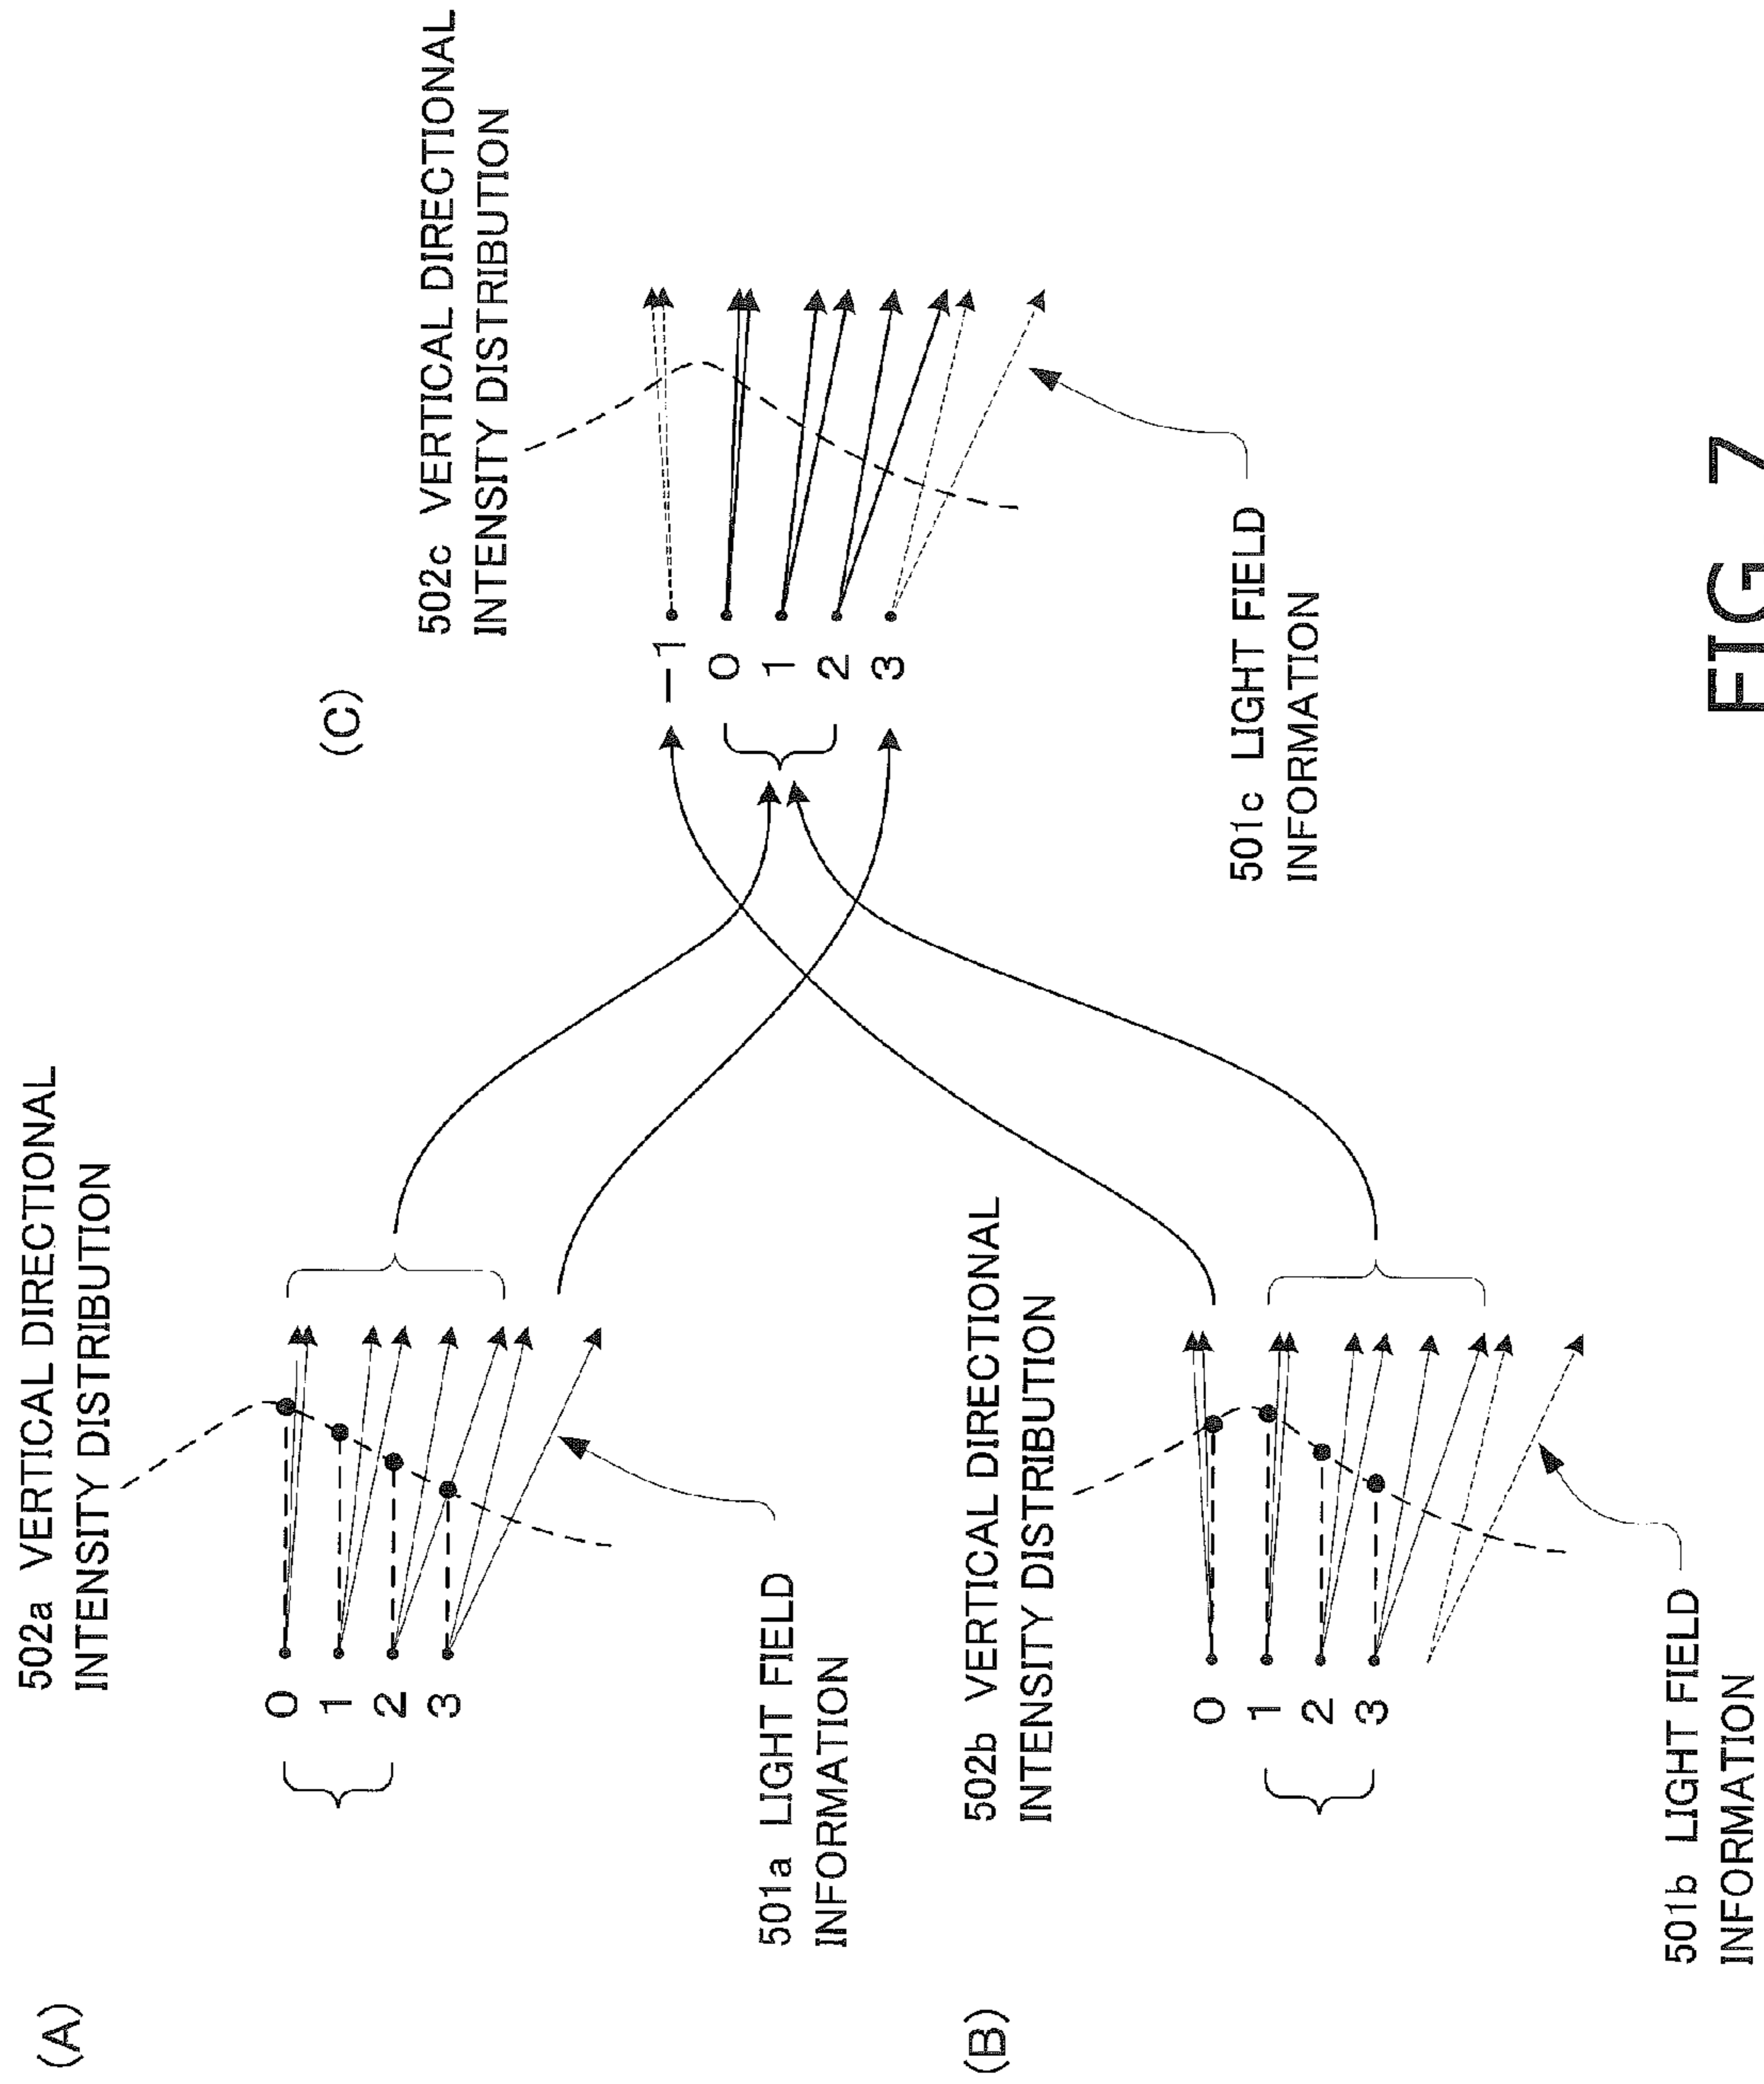 (A)
502a VERTICAL DIRECTIONAL
INTENSITY DISTRIBUTION
0
1
2
3
501a LIGHT FIELD
INFORMATION
(B)
502b VERTICAL DIRECTIONAL
INTENSITY DISTRIBUTION
0
1
2
3
501b LIGHT FIELD
INFORMATION
(C)
502c VERTICAL DIRECTIONAL
INTENSITY DISTRIBUTION
−1
0
1
2
3
501c LIGHT FIELD
INFORMATION
FIG. 7